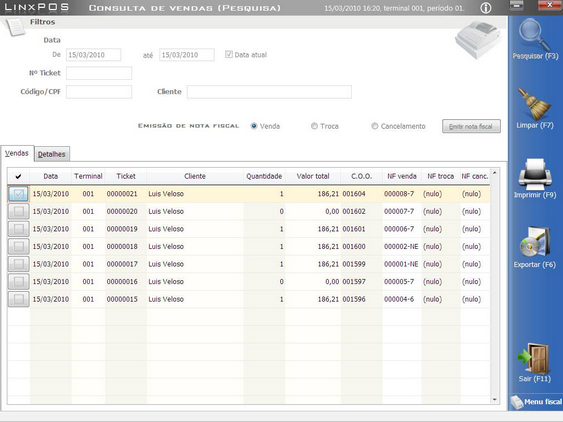 LINXPOS CONSULTA DE VENDAS (PESQUISA) 15/03/2010 16:20, terminal 001, período 01.
Filtros
Data
De 15/03/2010 até 15/03/2010 Data atual
Nº Ticket
Código/CPF Cliente
EMISSÃO DE NOTA FISCAL Venda Troca Cancelamento Emitir nota fiscal
Vendas Detalhes
Data Terminal Ticket Cliente Quantidade Valor total C.O.O. NF venda NF troca NF canc.
15/03/2010 001 00000021 Luis Veloso 1 186,21 001604 000008-7 (nulo) (nulo)
15/03/2010 001 00000020 Luis Veloso 0 0,00 001602 000007-7 (nulo) (nulo)
15/03/2010 001 00000019 Luis Veloso 1 186,21 001601 000006-7 (nulo) (nulo)
15/03/2010 001 00000018 Luis Veloso 1 186,21 001600 000002-NE (nulo) (nulo)
15/03/2010 001 00000017 Luis Veloso 1 186,21 001599 000001-NE (nulo) (nulo)
15/03/2010 001 00000016 Luis Veloso 0 0,00 001597 000005-7 (nulo) (nulo)
15/03/2010 001 00000015 Luis Veloso 1 186,21 001596 000004-6 (nulo) (nulo)
Pesquisar (F3)
Limpar (F7)
Imprimir (F9)
Exportar (F6)
Sair (F11)
Menu fiscal